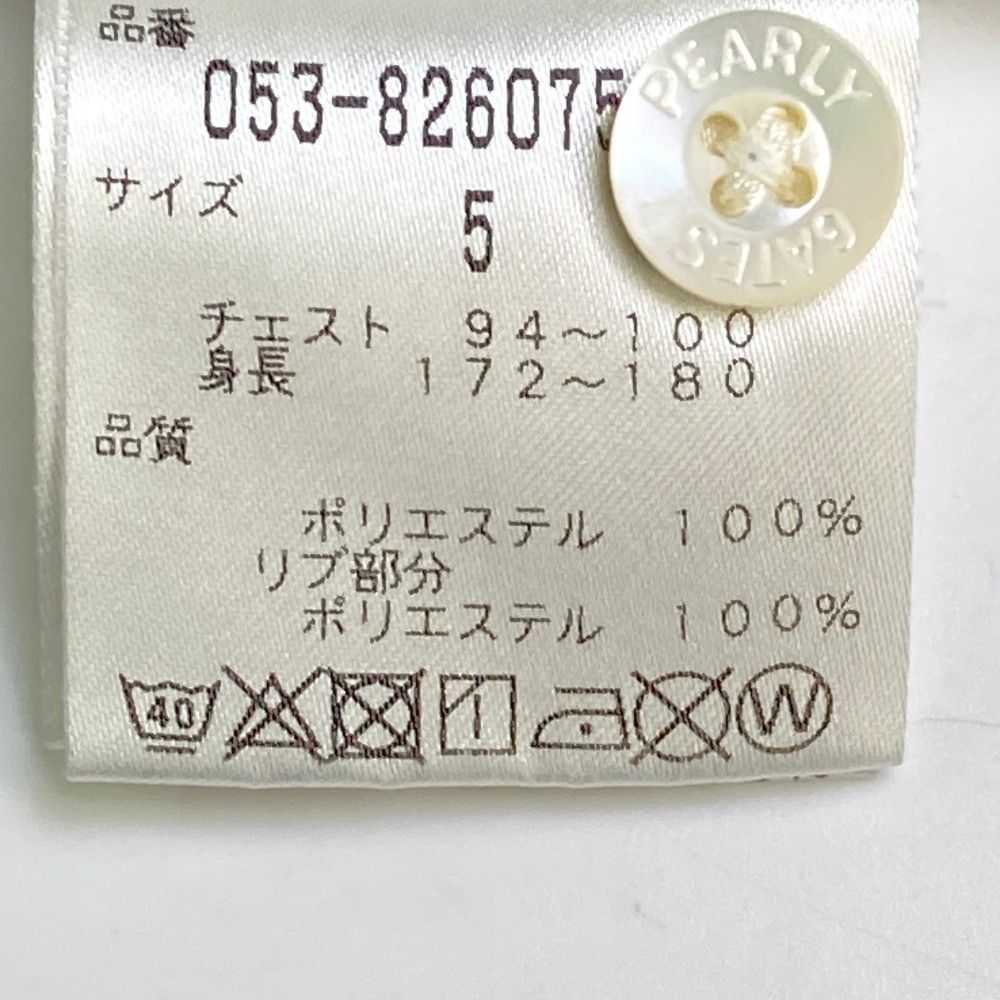 品番
053-826075
サイズ
5
チェスト 94～100
身長 172～180
品質
ポリエステル 100%
リブ部分
ポリエステル 100%
40
W
PEARLY
GATES